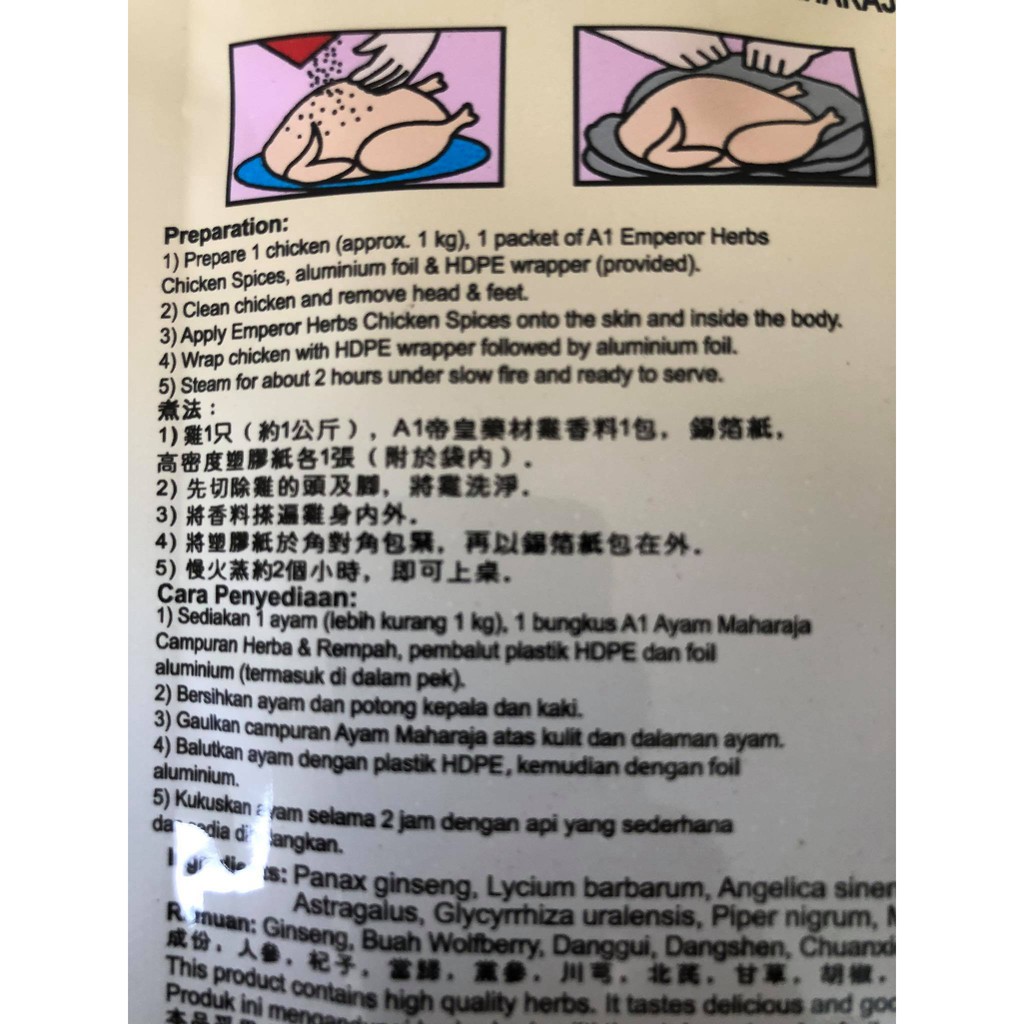 Preparation:
1) Prepare 1 chicken (approx. 1 kg), 1 packet of A1 Emperor Herbs
Chicken Spices, aluminium foil & HDPE wrapper (provided).
2) Clean chicken and remove head & feet.
3) Apply Emperor Herbs Chicken Spices onto the skin and inside the body.
4) Wrap chicken with HDPE wrapper followed by aluminium foil.
5) Steam for about 2 hours under slow fire and ready to serve.
煮法：
1) 雞1只（約1公斤），A1帝皇藥材雞香料1包，錫箔紙，
高密度塑膠紙各1張（附於袋內）.
2) 先切除雞的頭及腳，將雞洗淨.
3) 將香料搽遍雞身內外.
4) 將塑膠紙於角對角包緊，再以錫箔紙包在外.
5) 慢火蒸約2個小時，即可上桌.
Cara Penyediaan:
1) Sediakan 1 ayam (lebih kurang 1 kg), 1 bungkus A1 Ayam Maharaja
Campuran Herba & Rempah, pembalut plastik HDPE dan foil
aluminium (termasuk di dalam pek).
2) Bersihkan ayam dan potong kepala dan kaki.
3) Gaulkan campuran Ayam Maharaja atas kulit dan dalaman ayam.
4) Balutkan ayam dengan plastik HDPE, kemudian dengan foil
aluminium.
5) Kukuskan ayam selama 2 jam dengan api yang sederhana
Panax ginseng, Lycium barbarum, Angelica
Astragalus, Glycyrrhiza uralensis, Piper nigrum,
Ginseng, Buah Wolfberry, Danggui, Dangshen,
成份，人參，杞子，當歸，黨參，川芎，北芪，甘草，胡椒，
This product contains high quality herbs. It tastes delicious and
Produk ini